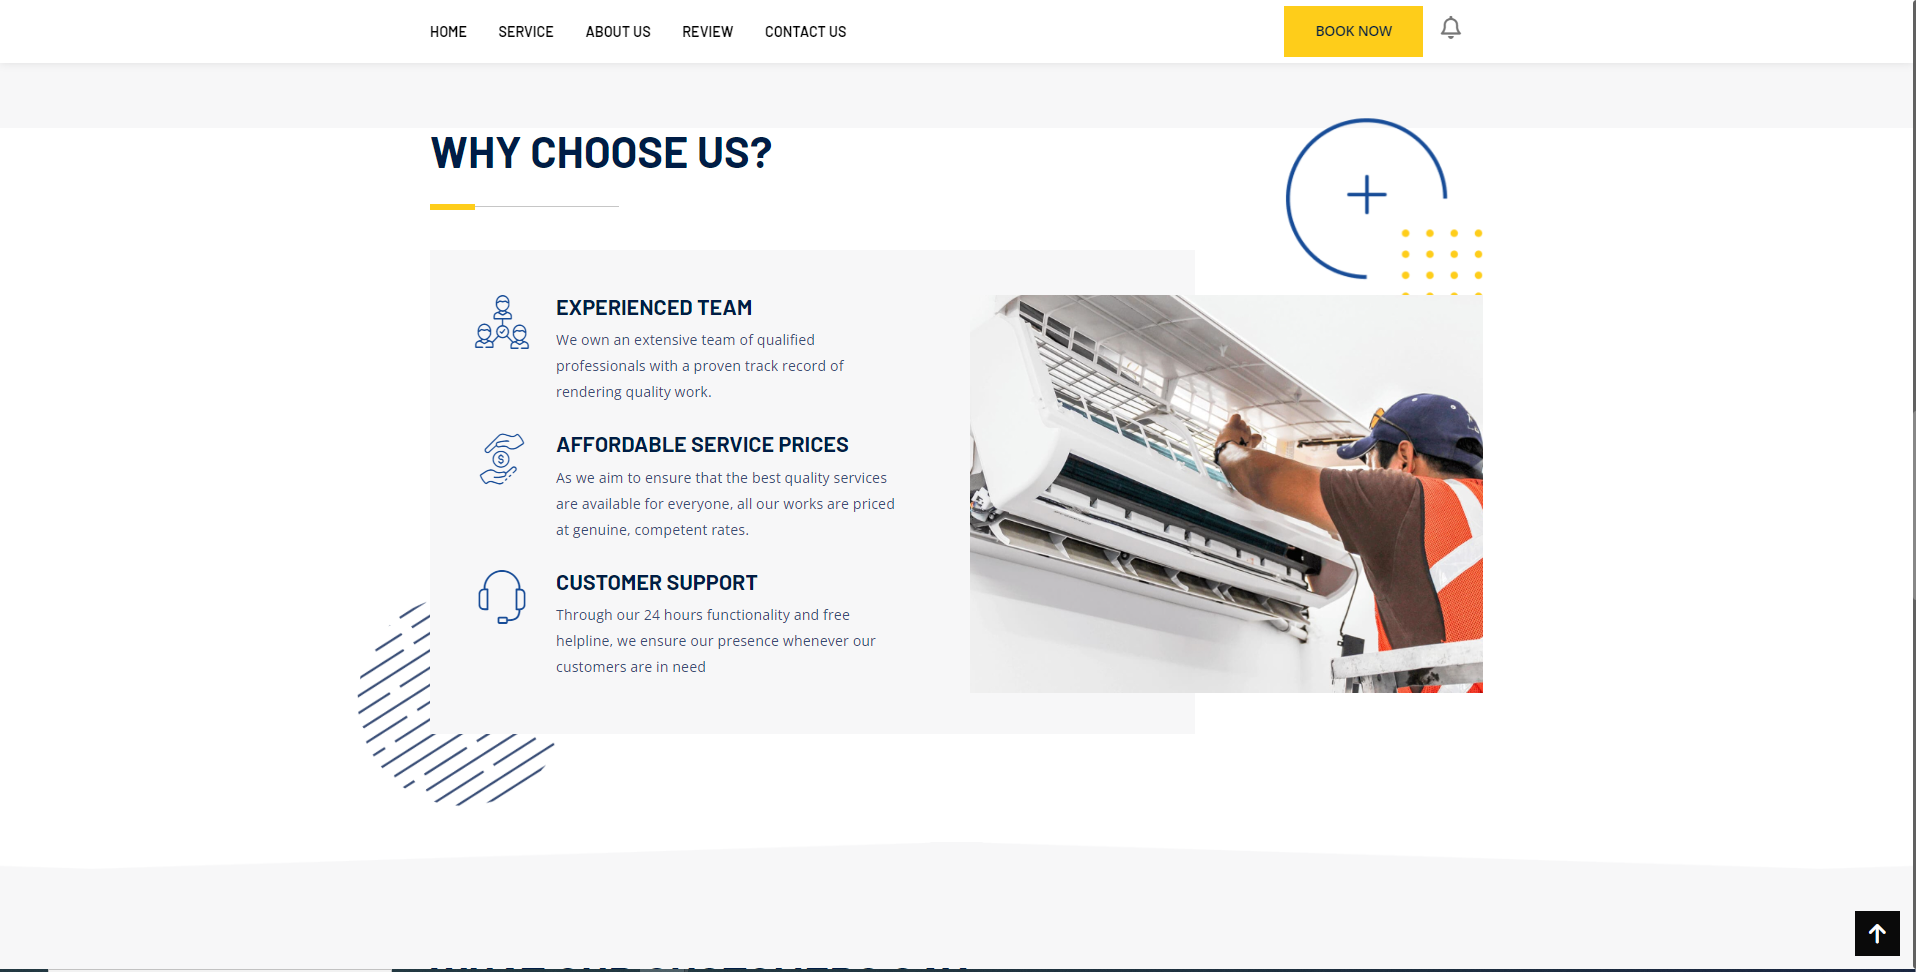 HOME SERVICE ABOUT US REVIEW CONTACT US BOOK NOW
WHY CHOOSE US?
EXPERIENCED TEAM
We own an extensive team of qualified
professionals with a proven track record of
rendering quality work.
AFFORDABLE SERVICE PRICES
As we aim to ensure that the best quality services
are available for everyone, all our works are priced
at genuine, competent rates.
CUSTOMER SUPPORT
Through our 24 hours functionality and free
helpline, we ensure our presence whenever our
customers are in need